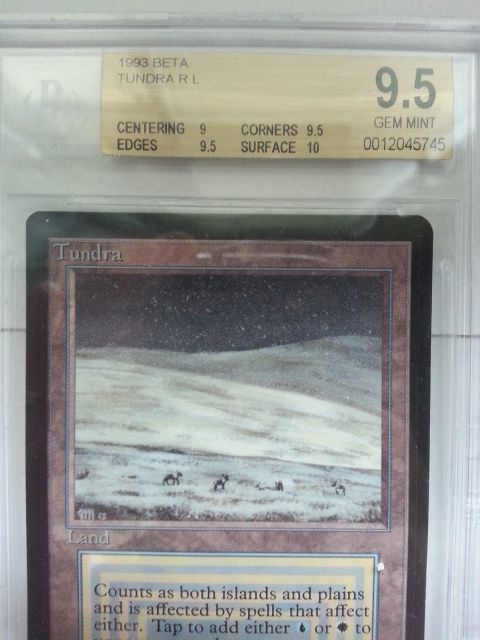 1993 BETA
TUNDRA R L
9.5
GEM MINT
CENTERING 9 CORNERS 9.5
EDGES 9.5 SURFACE 10
0012045745
Tundra
Land
Counts as both islands and plains
and is affected by spells that affect
either. Tap to add either or to